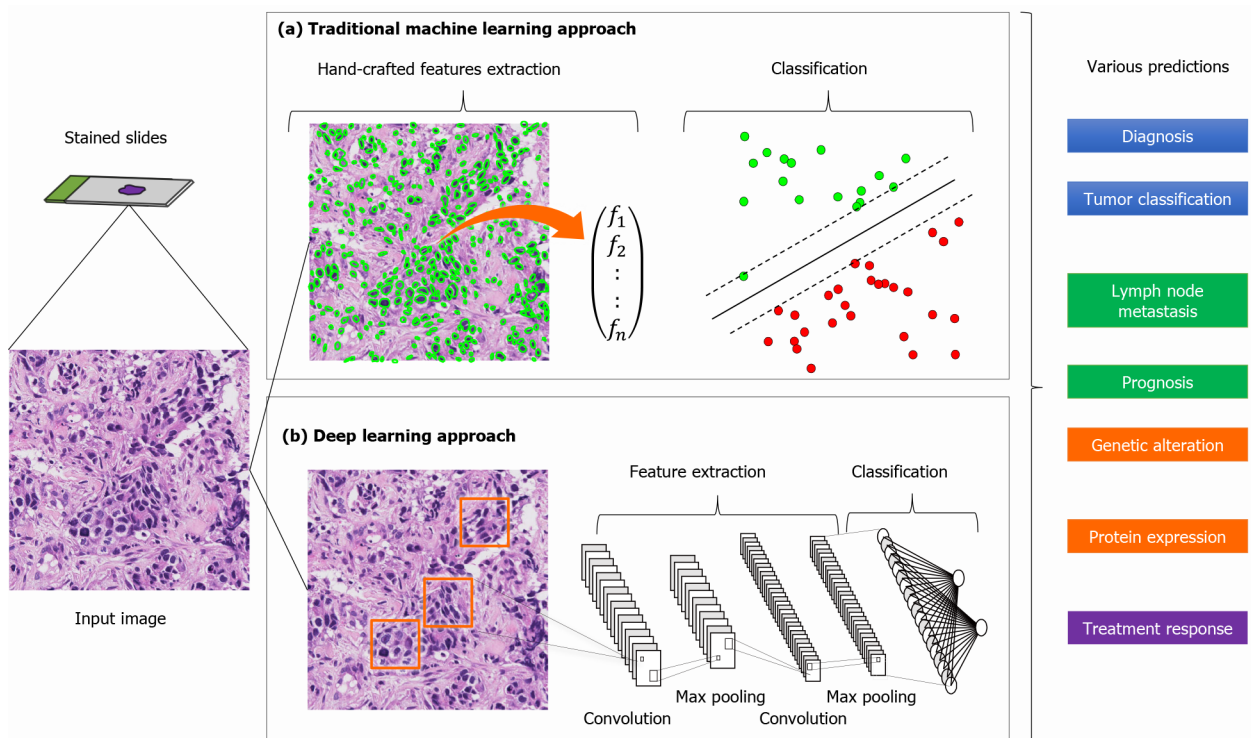 (a) Traditional machine learning approach
Hand-crafted features extraction
Classification
Various predictions
Stained slides
Diagnosis
Tumor classification
f1
f2
:
:
fn
Lymph node
metastasis
Prognosis
(b) Deep learning approach
Genetic alteration
Feature extraction
Classification
Protein expression
Input image
Treatment response
Max pooling
Max pooling
Convolution
Convolution